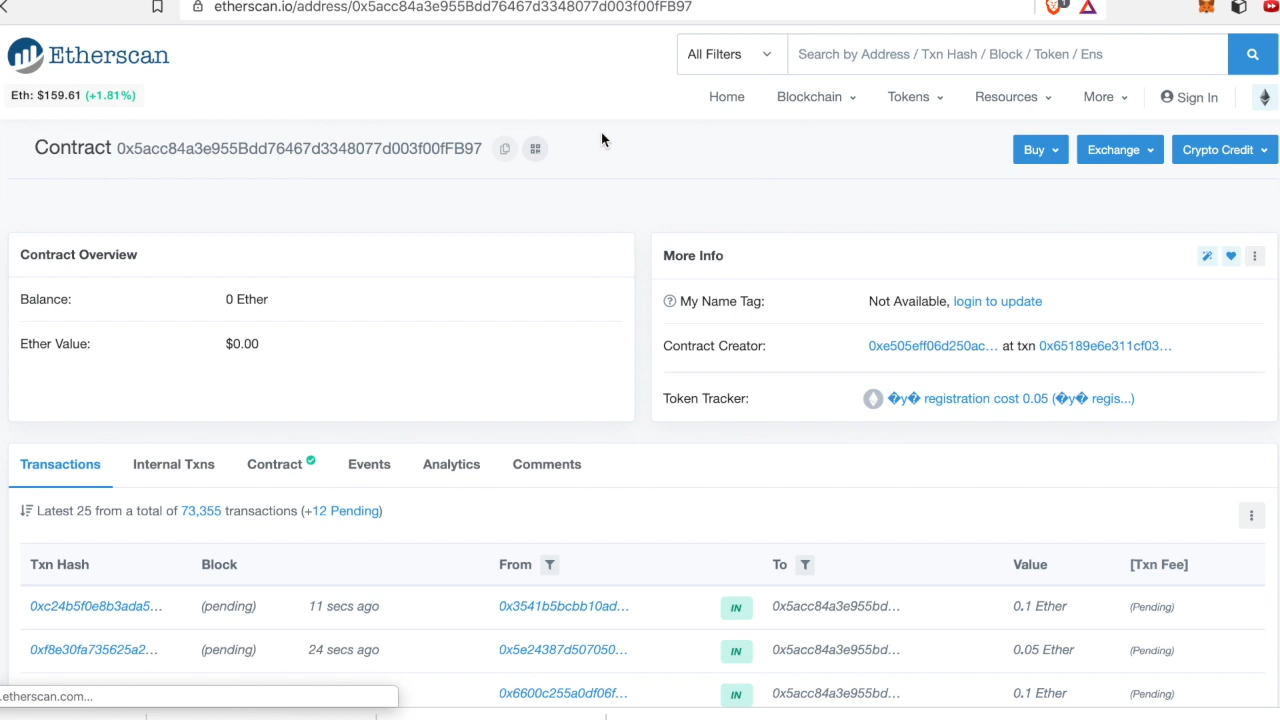 etherscan.io/address/0x5acc84a3e955Bdd76467d3348077d003f00fFB97
Etherscan
All Filters
Search by Address / Txn Hash / Block / Token / Ens
Eth: $159.61 (+1.81%)
Home Blockchain Tokens Resources More Sign In
Contract 0x5acc84a3e955Bdd76467d3348077d003f00fFB97
Buy Exchange Crypto Credit
Contract Overview
Balance: 0 Ether
Ether Value: $0.00
More Info
My Name Tag: Not Available, login to update
Contract Creator: 0xe505eff06d250ac... at txn 0x65189e6e311cf03...
Token Tracker: �y� registration cost 0.05 (�y� regis...)
Transactions Internal Txns Contract Events Analytics Comments
Latest 25 from a total of 73,355 transactions (+12 Pending)
Txn Hash Block From To Value [Txn Fee]
0xc24b5f0e8b3ada5... (pending) 11 secs ago 0x3541b5bcbb10ad... IN 0x5acc84a3e955bd... 0.1 Ether (Pending)
0xf8e30fa735625a2... (pending) 24 secs ago 0x5e24387d507050... IN 0x5acc84a3e955bd... 0.05 Ether (Pending)
0x6600c255a0df06f... IN 0x5acc84a3e955bd... 0.1 Ether (Pending)
.etherscan.com...